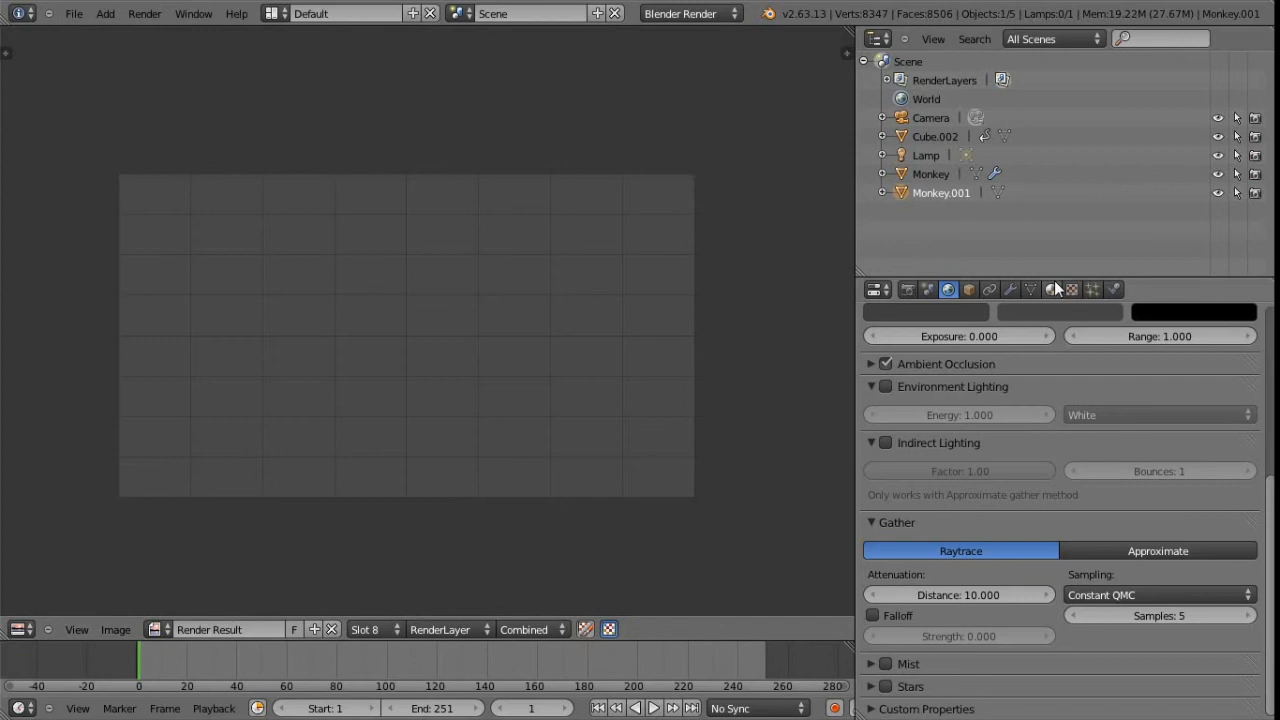 File Add Render Window Help Default Scene Blender Render v2.63.13 | Verts:8347 | Faces:8506 | Objects:1/5 | Lamps:0/1 | Mem:19.22M (27.67M) | Monkey.001
View Search All Scenes
Scene
RenderLayers
World
Camera
Cube.002
Lamp
Monkey
Monkey.001
Exposure: 0.000 Range: 1.000
Ambient Occlusion
Environment Lighting
Energy: 1.000 White
Indirect Lighting
Factor: 1.00 Bounces: 1
Only works with Approximate gather method
Gather
Raytrace Approximate
Attenuation: Sampling:
Distance: 10.000 Constant QMC
Falloff Samples: 5
Strength: 0.000
Mist
Stars
Custom Properties
View Image Render Result F Slot 8 RenderLayer Combined
-40 -20 0 20 40 60 80 100 120 140 160 180 200 220 240 260 280
View Marker Frame Playback Start: 1 End: 251 1 No Sync